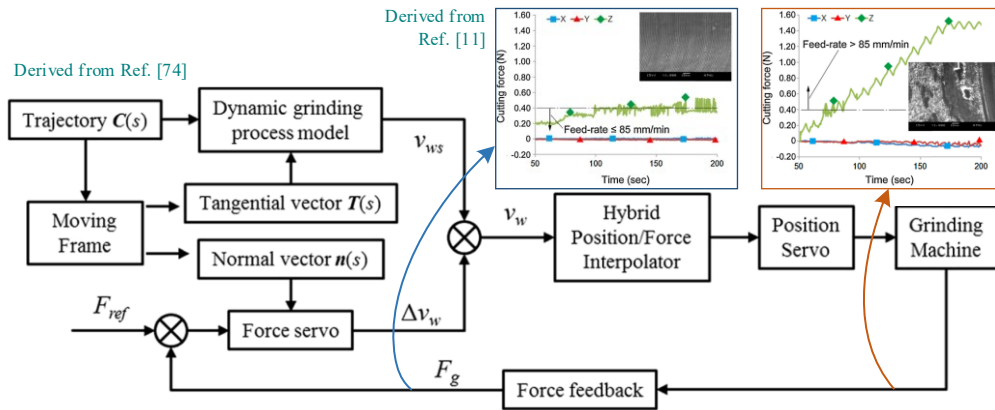 Derived from
Ref. [11]
Derived from Ref. [74]
Trajectory C(s)
Dynamic grinding
process model
v_ws
Moving
Frame
Tangential vector T(s)
Normal vector n(s)
F_ref
Force servo
Δv_w
F_g
Force feedback
v_w
Hybrid
Position/Force
Interpolator
Position
Servo
Grinding
Machine
X Y Z
Cutting force (N)
1.60
1.40
1.20
1.00
0.80
0.60
0.40
0.20
0
-0.20
Feed-rate ≤ 85 mm/min
50 100 150 200
Time (sec)
X Y Z
Cutting force (N)
1.60
1.40
1.20
1.00
0.80
0.60
0.40
0.20
0
-0.20
Feed-rate > 85 mm/min
50 100 150 200
Time (sec)